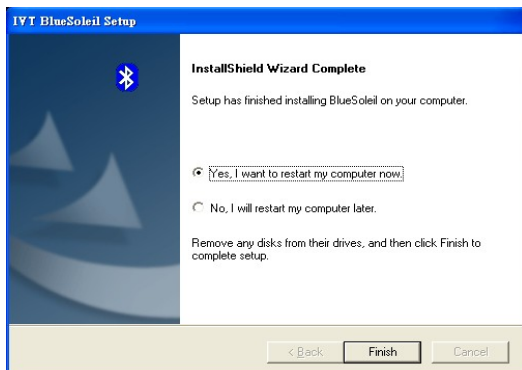 IVT BlueSoleil Setup
InstallShield Wizard Complete
Setup has finished installing BlueSoleil on your computer.
Yes, I want to restart my computer now.
No, I will restart my computer later.
Remove any disks from their drives, and then click Finish to
complete setup.
< Back Finish Cancel